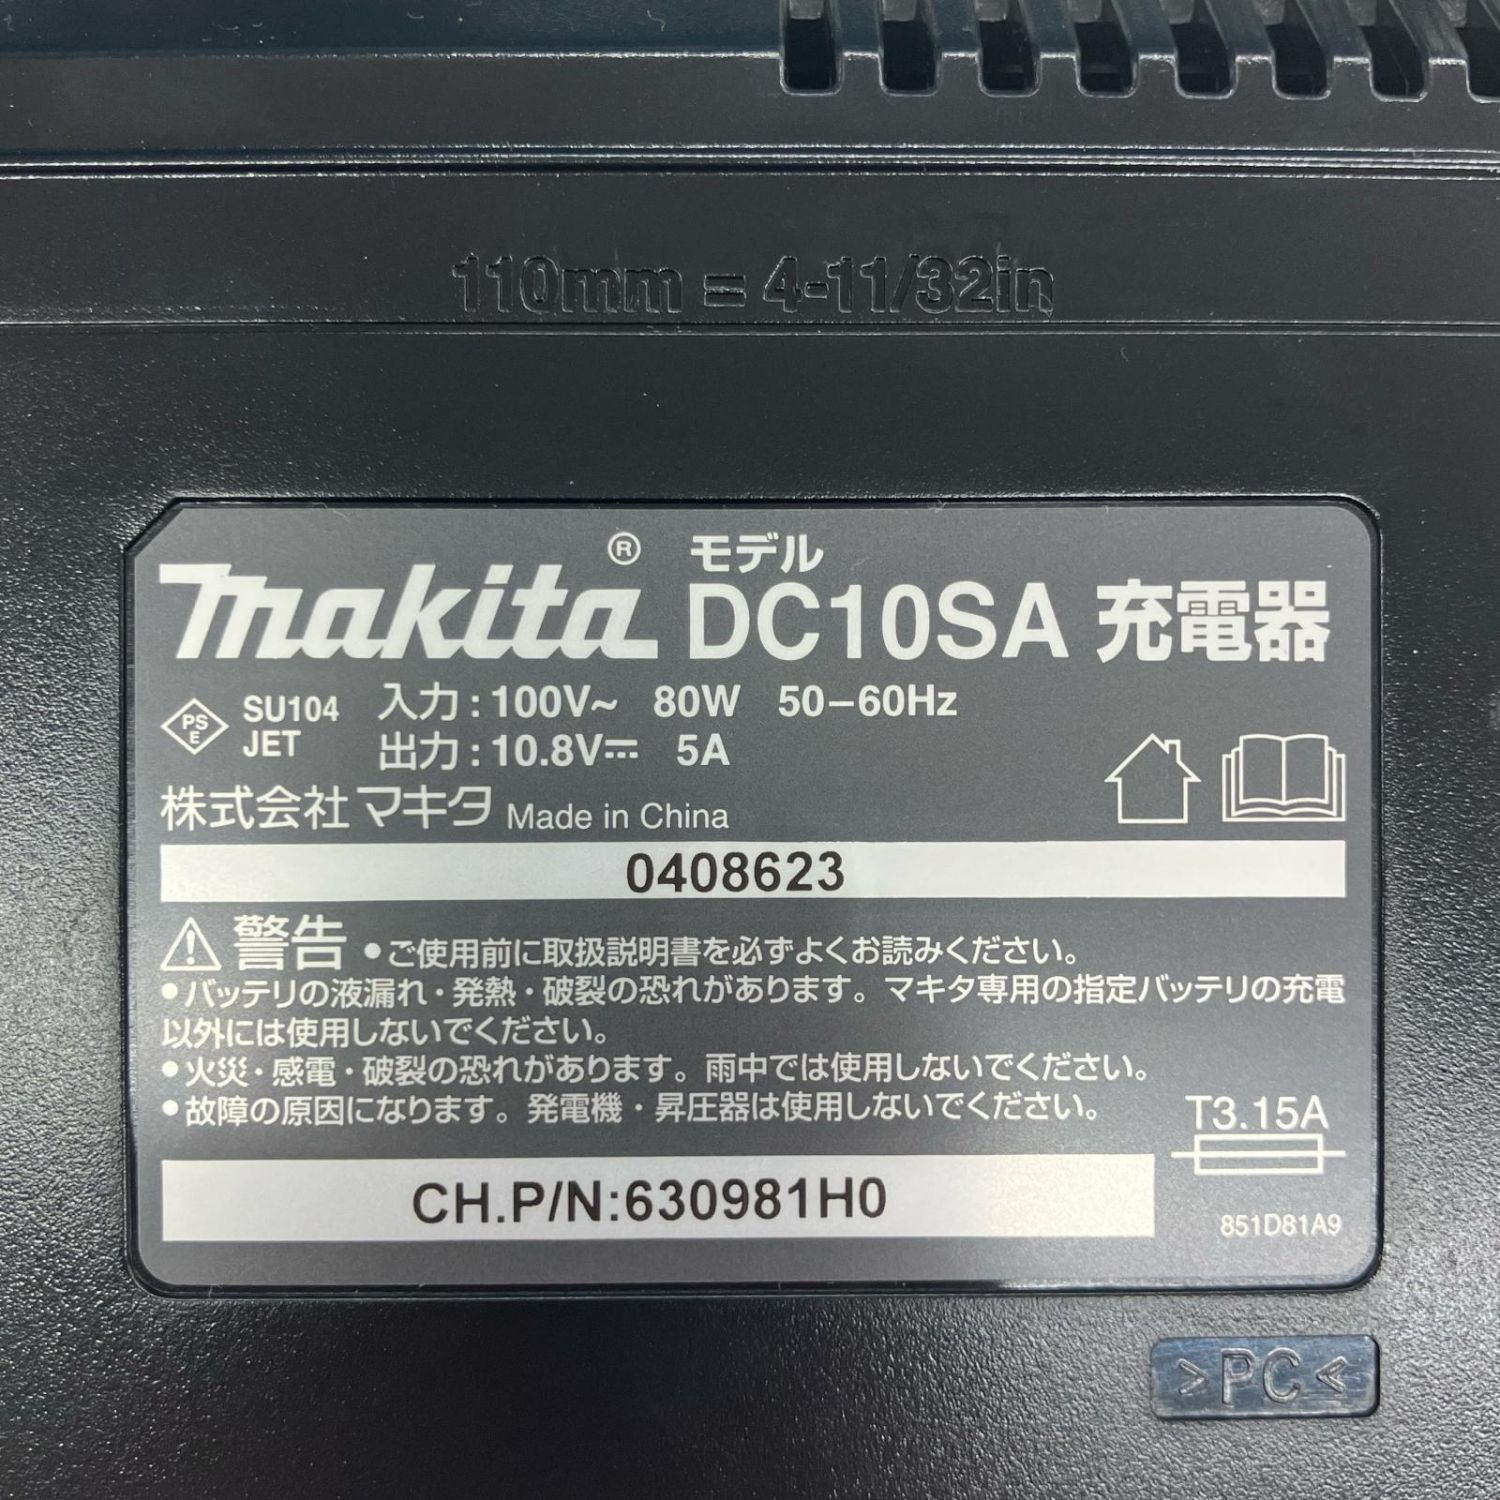 110mm = 4-11/32in
makita® モデル
DC10SA 充電器
PS E SU104 JET
入力 : 100V~ 80W 50–60Hz
出力 : 10.8V⎓ 5A
株式会社マキタ Made in China
0408623
⚠警告 ●ご使用前に取扱説明書を必ずよくお読みください。
●バッテリの液漏れ・発熱・破裂の恐れがあります。マキタ専用の指定バッテリの充電
以外には使用しないでください。
●火災・感電・破裂の恐れがあります。雨中では使用しないでください。
●故障の原因になります。発電機・昇圧器は使用しないでください。
T3.15A
CH.P/N:630981H0
851D81A9
>PC<